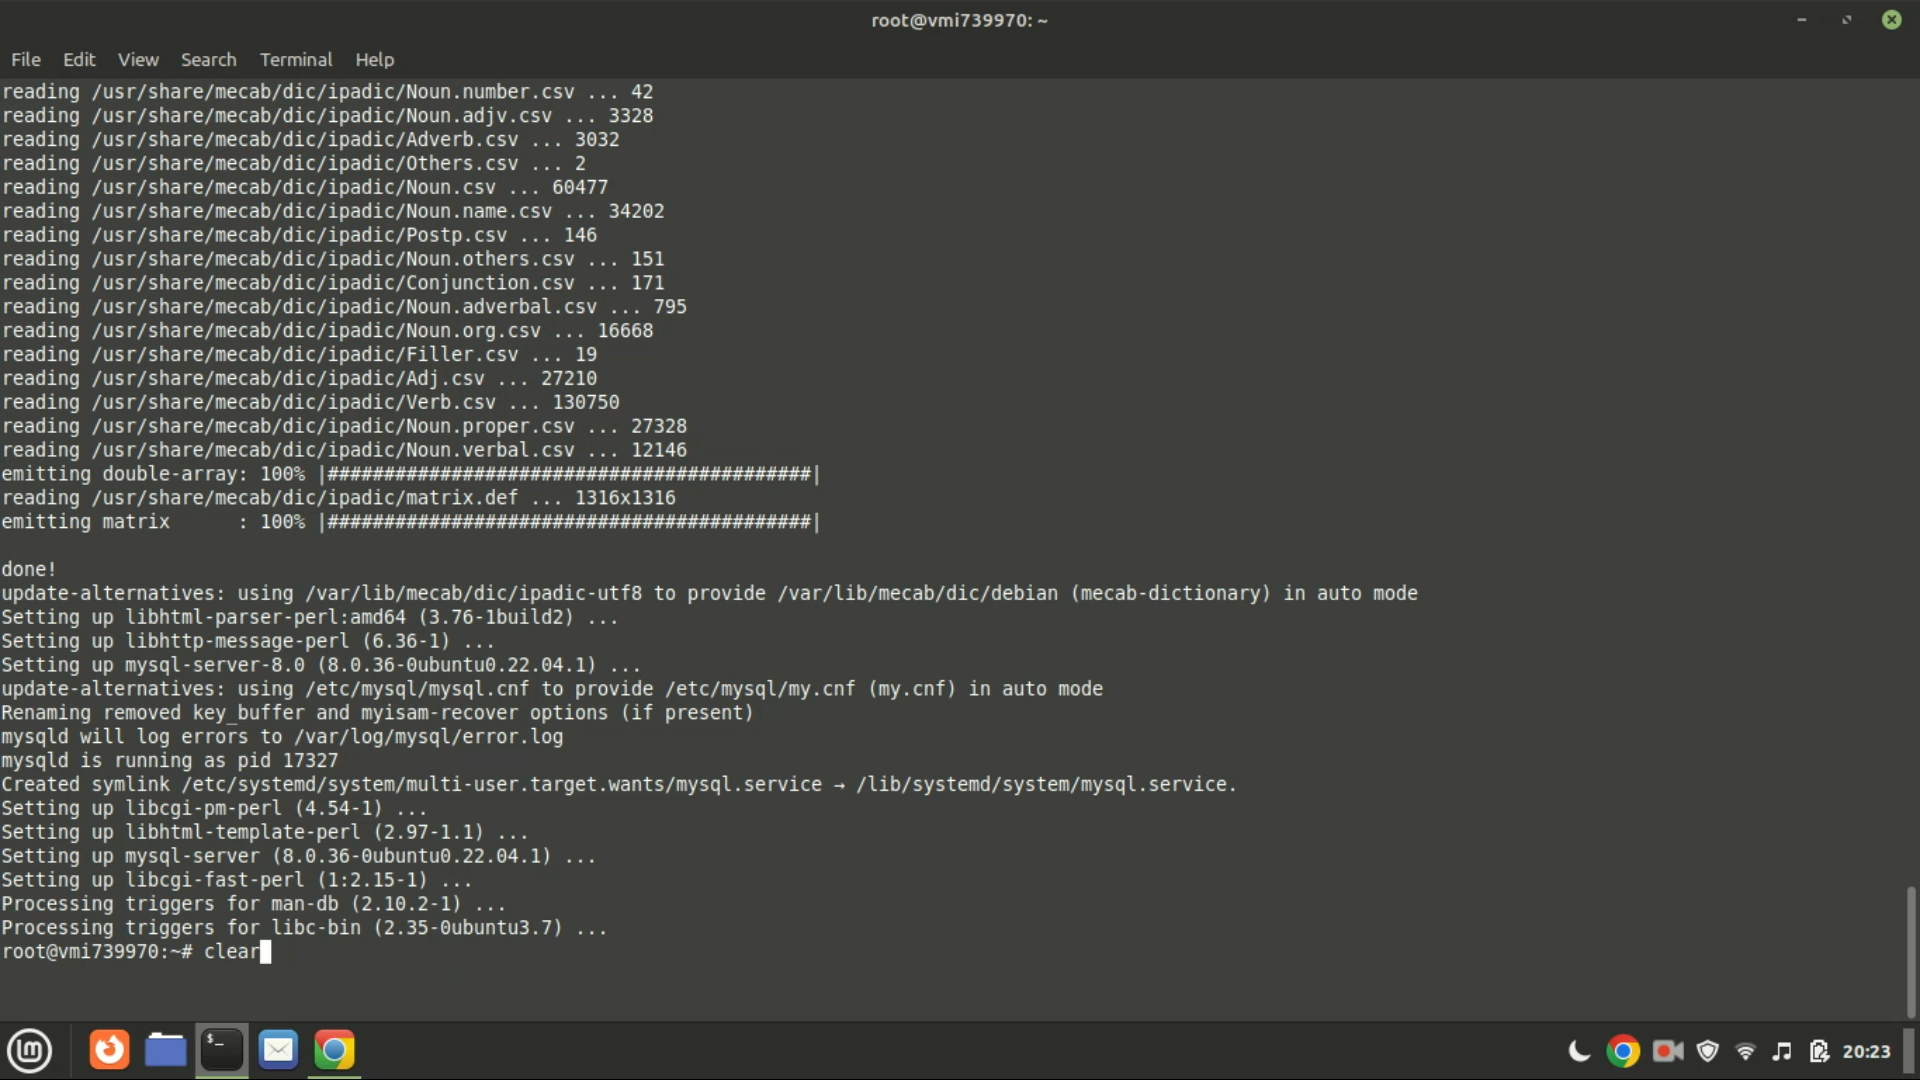 root@vmi739970: ~
File Edit View Search Terminal Help
reading /usr/share/mecab/dic/ipadic/Noun.number.csv ... 42
reading /usr/share/mecab/dic/ipadic/Noun.adjv.csv ... 3328
reading /usr/share/mecab/dic/ipadic/Adverb.csv ... 3032
reading /usr/share/mecab/dic/ipadic/Others.csv ... 2
reading /usr/share/mecab/dic/ipadic/Noun.csv ... 60477
reading /usr/share/mecab/dic/ipadic/Noun.name.csv ... 34202
reading /usr/share/mecab/dic/ipadic/Postp.csv ... 146
reading /usr/share/mecab/dic/ipadic/Noun.others.csv ... 151
reading /usr/share/mecab/dic/ipadic/Conjunction.csv ... 171
reading /usr/share/mecab/dic/ipadic/Noun.adverbal.csv ... 795
reading /usr/share/mecab/dic/ipadic/Noun.org.csv ... 16668
reading /usr/share/mecab/dic/ipadic/Filler.csv ... 19
reading /usr/share/mecab/dic/ipadic/Adj.csv ... 27210
reading /usr/share/mecab/dic/ipadic/Verb.csv ... 130750
reading /usr/share/mecab/dic/ipadic/Noun.proper.csv ... 27328
reading /usr/share/mecab/dic/ipadic/Noun.verbal.csv ... 12146
emitting double-array: 100% |###########################################|
reading /usr/share/mecab/dic/ipadic/matrix.def ... 1316x1316
emitting matrix      : 100% |###########################################|
done!
update-alternatives: using /var/lib/mecab/dic/ipadic-utf8 to provide /var/lib/mecab/dic/debian (mecab-dictionary) in auto mode
Setting up libhtml-parser-perl:amd64 (3.76-1build2) ...
Setting up libhttp-message-perl (6.36-1) ...
Setting up mysql-server-8.0 (8.0.36-0ubuntu0.22.04.1) ...
update-alternatives: using /etc/mysql/mysql.cnf to provide /etc/mysql/my.cnf (my.cnf) in auto mode
Renaming removed key_buffer and myisam-recover options (if present)
mysqld will log errors to /var/log/mysql/error.log
mysqld is running as pid 17327
Created symlink /etc/systemd/system/multi-user.target.wants/mysql.service → /lib/systemd/system/mysql.service.
Setting up libcgi-pm-perl (4.54-1) ...
Setting up libhtml-template-perl (2.97-1.1) ...
Setting up mysql-server (8.0.36-0ubuntu0.22.04.1) ...
Setting up libcgi-fast-perl (1:2.15-1) ...
Processing triggers for man-db (2.10.2-1) ...
Processing triggers for libc-bin (2.35-0ubuntu3.7) ...
root@vmi739970:~# clear
20:23